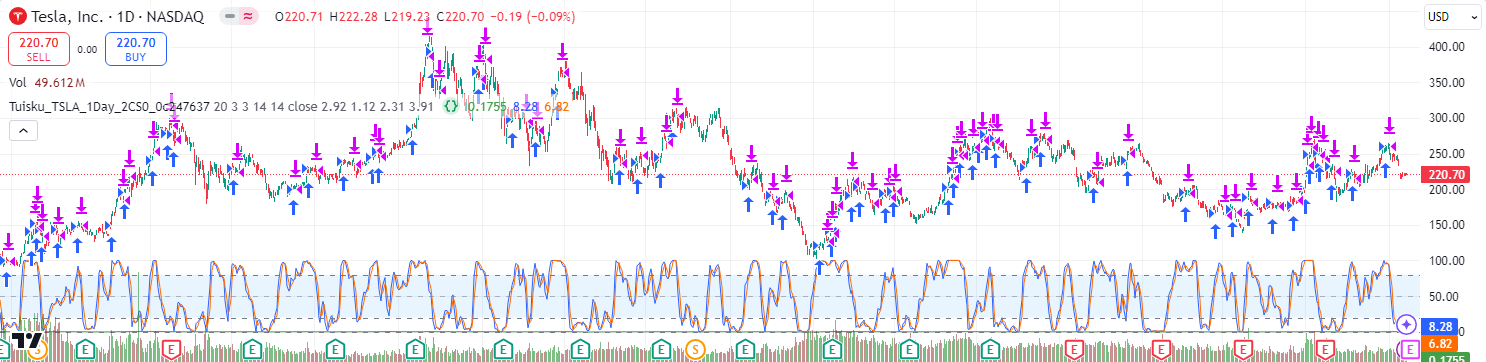 Tesla, Inc. · 1D · NASDAQ O220.71 H222.28 L219.23 C220.70 −0.19 (−0.09%)
USD
220.70 SELL
0.00
220.70 BUY
Vol 49.612M
Tuisku_TSLA_1Day_2CS0_0c247637 20 3 3 14 14 close 2.92 1.12 2.31 3.91 0.1755 8.28 6.82
400.00
350.00
300.00
250.00
220.70
200.00
150.00
100.00
50.00
8.28
6.82
0.1755
S E E E E E E E E S E E E E E E E E